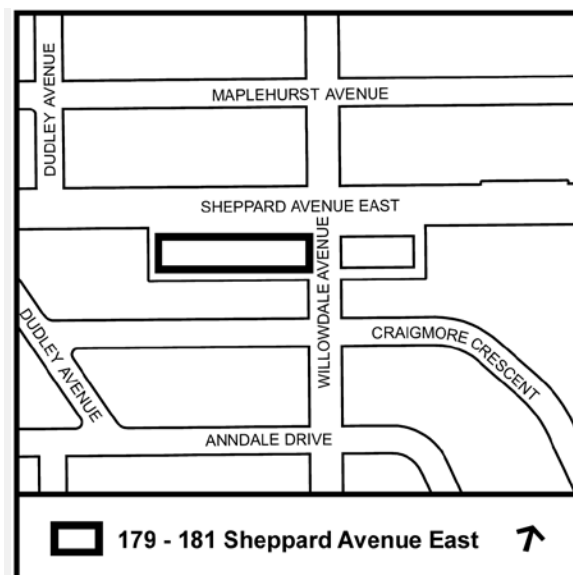 DUDLEY AVENUE
MAPLEHURST AVENUE
SHEPPARD AVENUE EAST
WILLOWDALE AVENUE
DUDLEY AVENUE
CRAIGMORE CRESCENT
ANNDALE DRIVE
179 - 181 Sheppard Avenue East